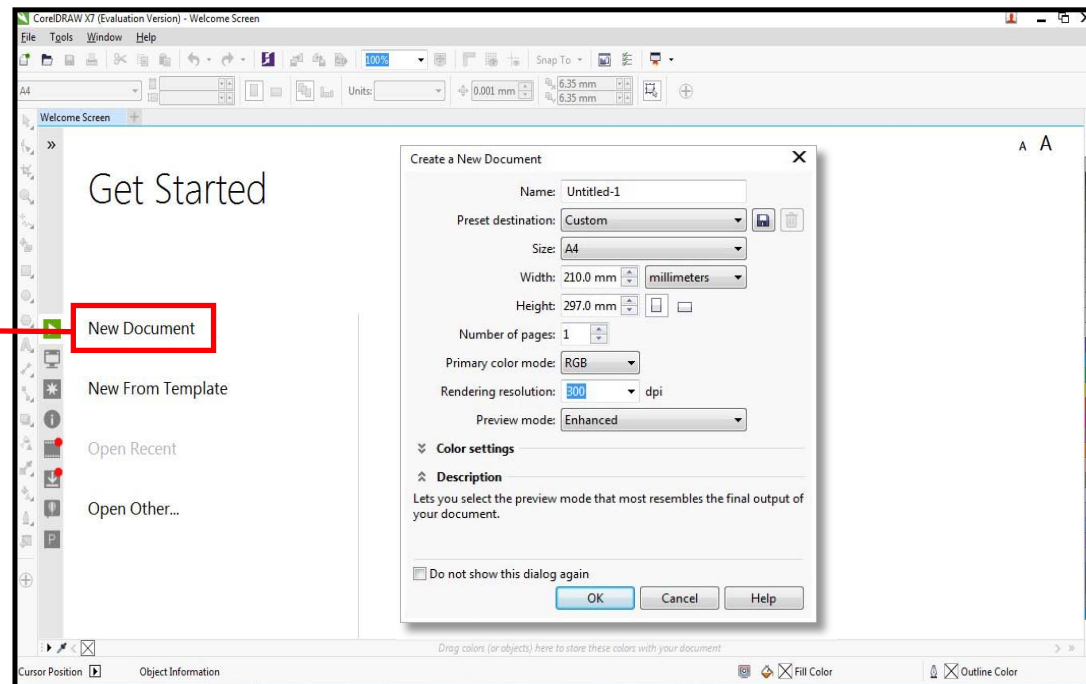 CorelDRAW X7 (Evaluation Version) - Welcome Screen
File Tools Window Help
100% Snap To
A4 Units: 0.001 mm 6.35 mm
6.35 mm
Welcome Screen
A A
Get Started
New Document
New From Template
Open Recent
Open Other...
Create a New Document
Name: Untitled-1
Preset destination: Custom
Size: A4
Width: 210.0 mm millimeters
Height: 297.0 mm
Number of pages: 1
Primary color mode: RGB
Rendering resolution: 300 dpi
Preview mode: Enhanced
Color settings
Description
Lets you select the preview mode that most resembles the final output of
your document.
Do not show this dialog again
OK Cancel Help
Drag colors (or objects) here to store these colors with your document
Cursor Position Object Information Fill Color Outline Color